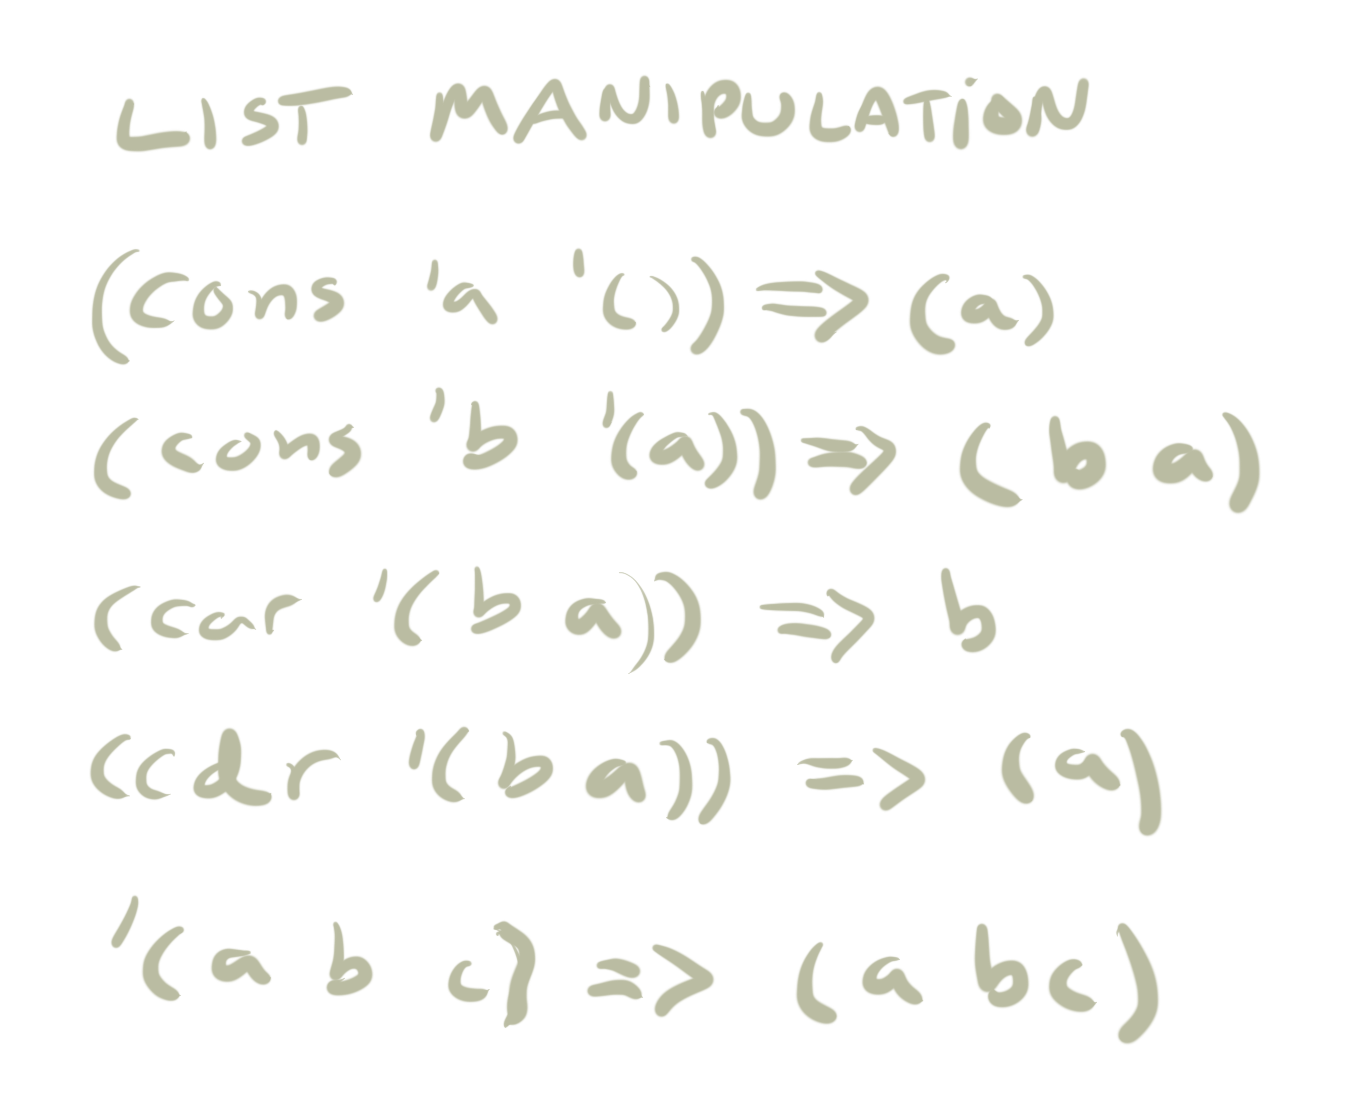 LIST MANIPULATION
(cons 'a '()) => (a)
(cons 'b '(a)) => (b a)
(car '(b a)) => b
(cdr '(b a)) => (a)
'(a b c) => (a b c)